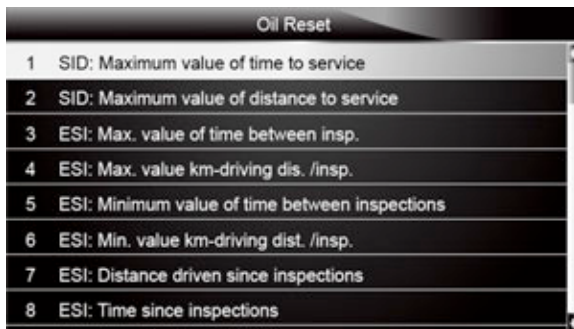 Oil Reset
1 SID: Maximum value of time to service
2 SID: Maximum value of distance to service
3 ESI: Max. value of time between insp.
4 ESI: Max. value km-driving dis. /insp.
5 ESI: Minimum value of time between inspections
6 ESI: Min. value km-driving dist. /insp.
7 ESI: Distance driven since inspections
8 ESI: Time since inspections